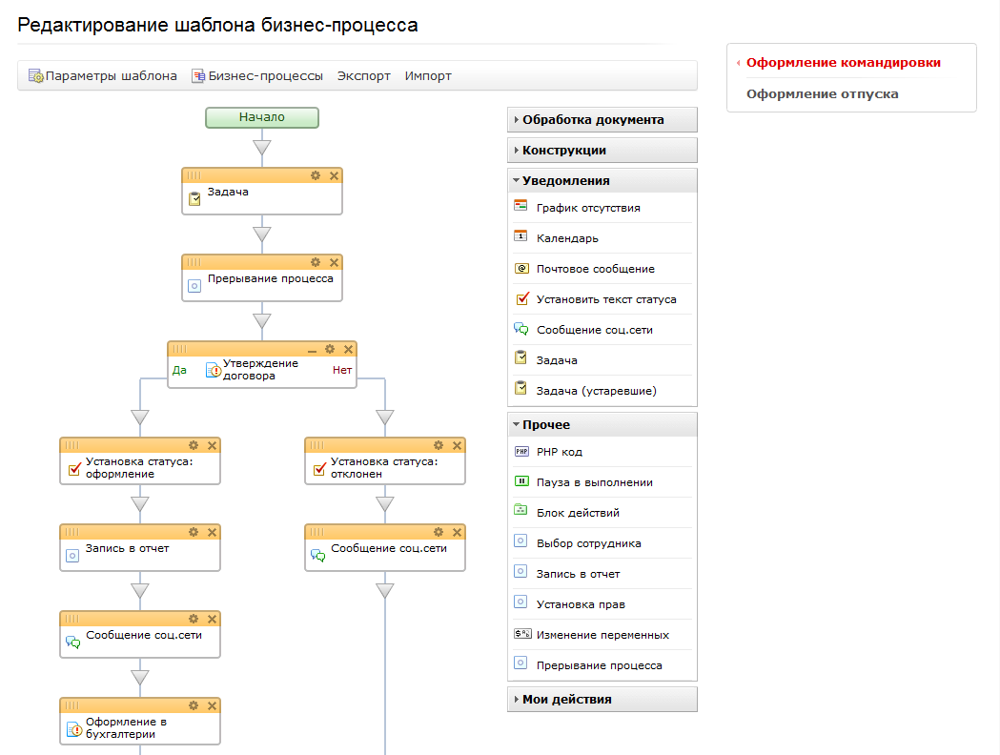 Редактирование шаблона бизнес-процесса
Параметры шаблона Бизнес-процессы Экспорт Импорт
Оформление командировки
Оформление отпуска
Начало
Задача
Прерывание процесса
Да
Утверждение
договора
Нет
Установка статуса:
оформление
Установка статуса:
отклонен
Запись в отчет
Сообщение соц.сети
Сообщение соц.сети
Оформление в
бухгалтерии
Обработка документа
Конструкции
Уведомления
График отсутствия
Календарь
Почтовое сообщение
Установить текст статуса
Сообщение соц.сети
Задача
Задача (устаревшие)
Прочее
PHP PHP код
Пауза в выполнении
Блок действий
Выбор сотрудника
Запись в отчет
Установка прав
Изменение переменных
Прерывание процесса
Мои действия